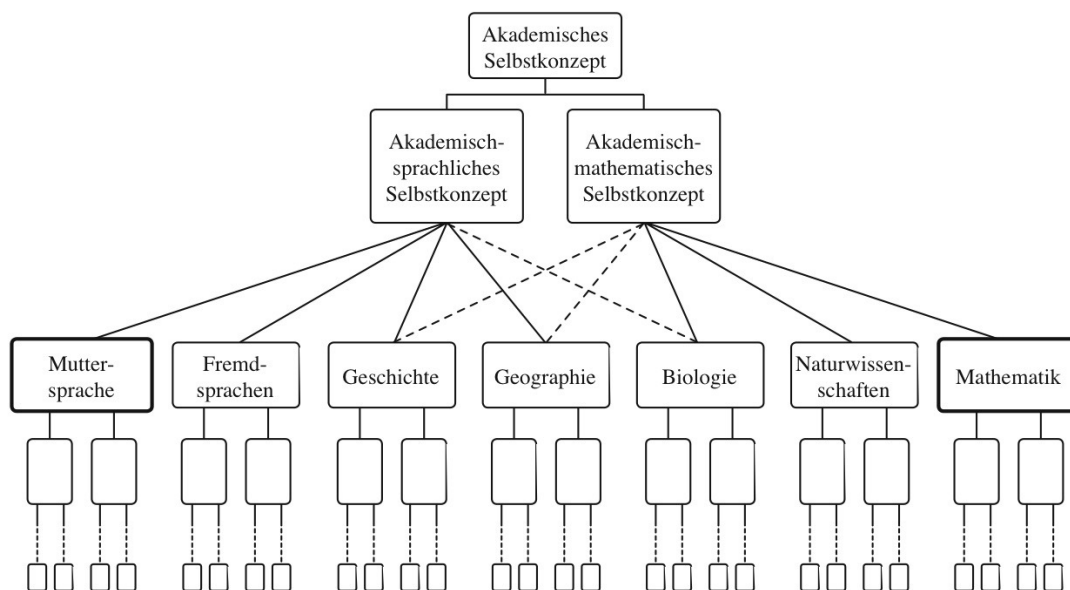 Akademisches
Selbstkonzept
Akademisch-
sprachliches
Selbstkonzept
Akademisch-
mathematisches
Selbstkonzept
Mutter-
sprache
Fremd-
sprachen
Geschichte
Geographie
Biologie
Naturwissen-
schaften
Mathematik